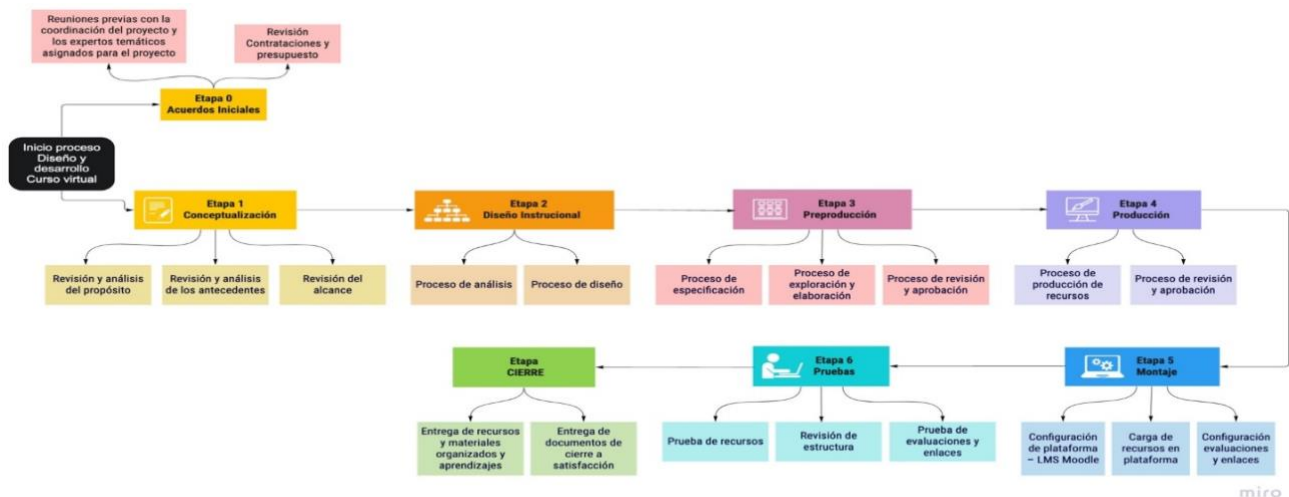 Reuniones previas con la
coordinación del proyecto y
los expertos temáticos
asignados para el proyecto
Revisión
Contrataciones y
presupuesto
Etapa 0
Acuerdos Iniciales
Inicio proceso
Diseño y
desarrollo
Curso virtual
Etapa 1
Conceptualización
Etapa 2
Diseño Instruccional
Etapa 3
Preproducción
Etapa 4
Producción
Revisión y análisis
del propósito
Revisión y análisis
de los antecedentes
Revisión del
alcance
Proceso de análisis
Proceso de diseño
Proceso de
especificación
Proceso de
exploración y
elaboración
Proceso de revisión
y aprobación
Proceso de
producción de
recursos
Proceso de revisión
y aprobación
Etapa
CIERRE
Etapa 6
Pruebas
Etapa 5
Montaje
Entrega de recursos
y materiales
organizados y
aprendizajes
Entrega de
documentos de
cierre a
satisfacción
Prueba de recursos
Revisión de
estructura
Prueba de
evaluaciones y
enlaces
Configuración
de plataforma
– LMS Moodle
Carga de
recursos en
plataforma
Configuración
evaluaciones
y enlaces
miro